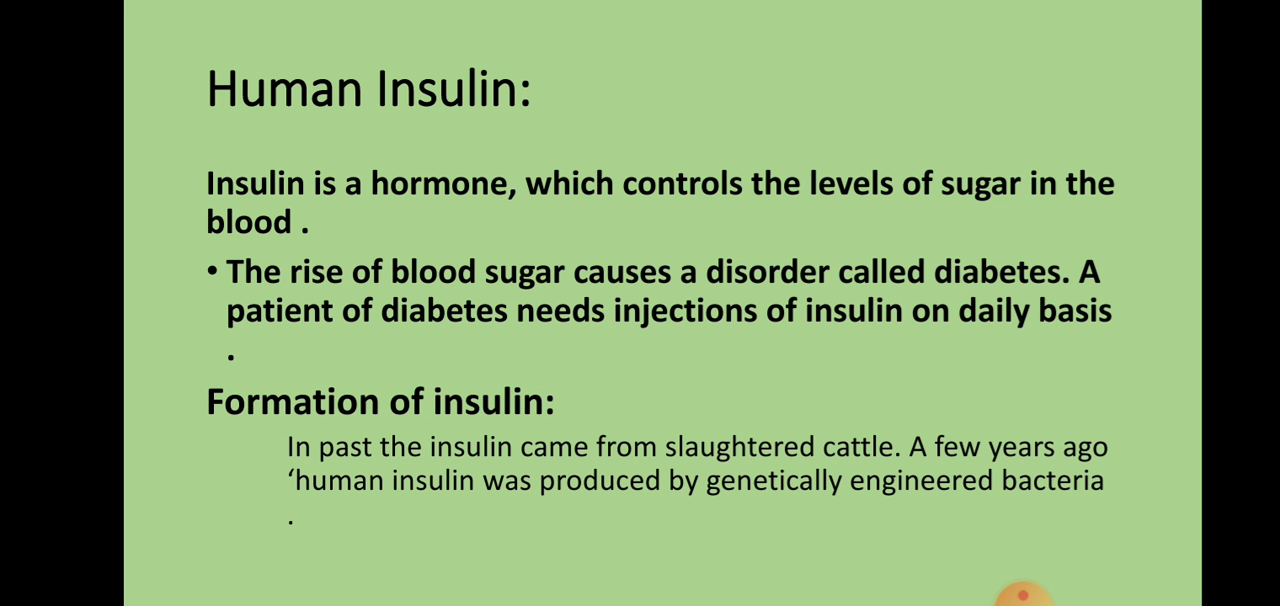 Human Insulin:
Insulin is a hormone, which controls the levels of sugar in the
blood .
• The rise of blood sugar causes a disorder called diabetes. A
patient of diabetes needs injections of insulin on daily basis
.
Formation of insulin:
In past the insulin came from slaughtered cattle. A few years ago
‘human insulin was produced by genetically engineered bacteria
.